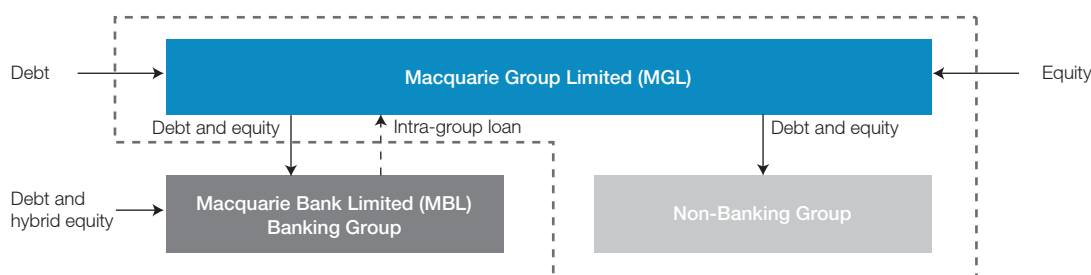 Debt
Macquarie Group Limited (MGL)
Equity
Debt and equity
Intra-group loan
Debt and equity
Debt and
hybrid equity
Macquarie Bank Limited (MBL)
Banking Group
Non-Banking Group